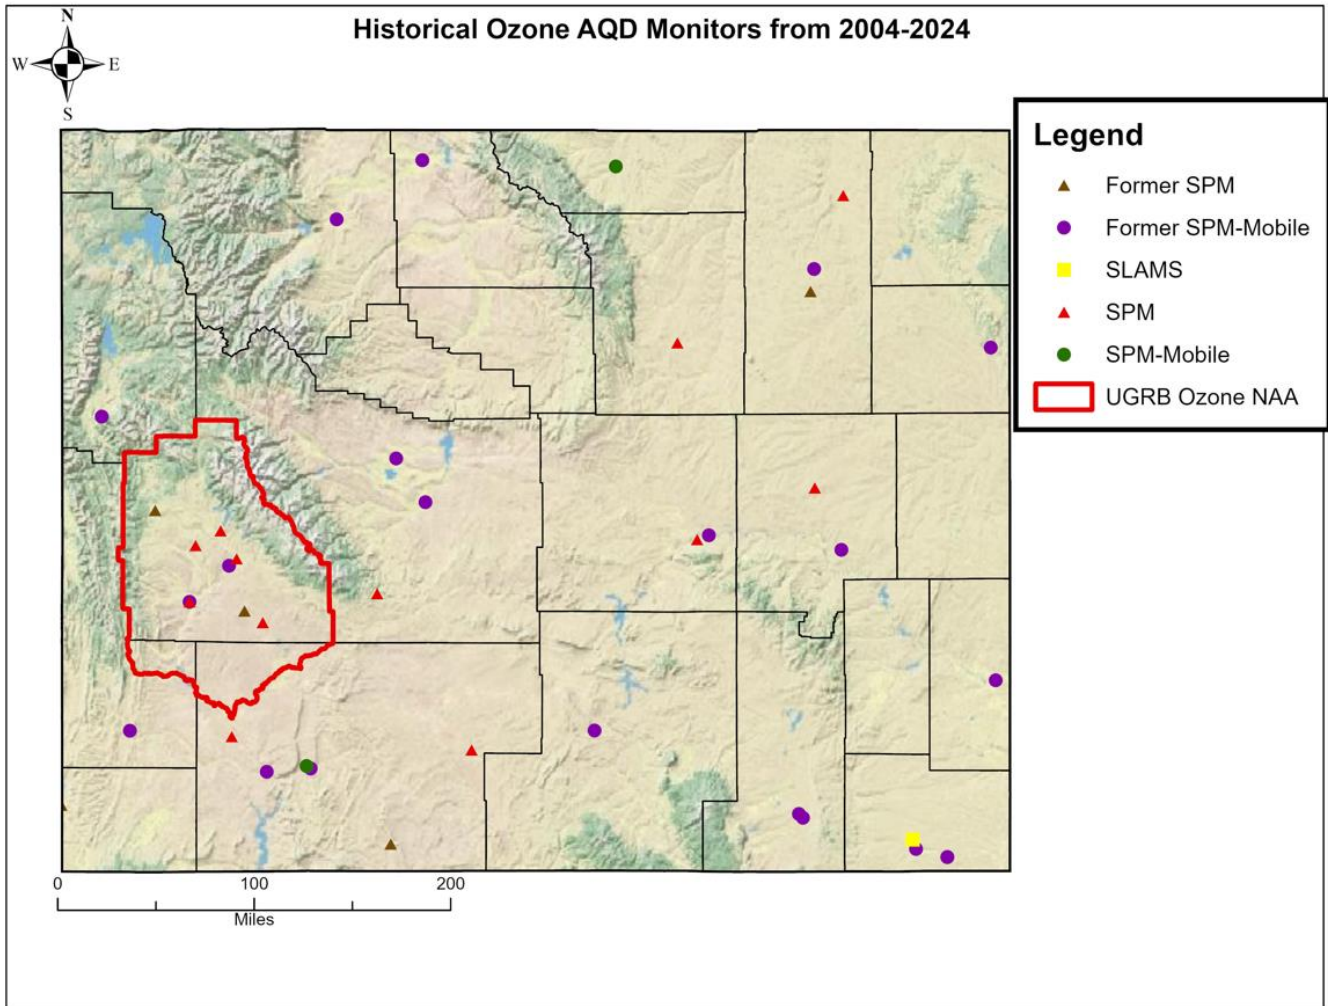 Historical Ozone AQD Monitors from 2004-2024
N
W
E
S
Legend
Former SPM
Former SPM-Mobile
SLAMS
SPM
SPM-Mobile
UGRB Ozone NAA
0 100 200
Miles